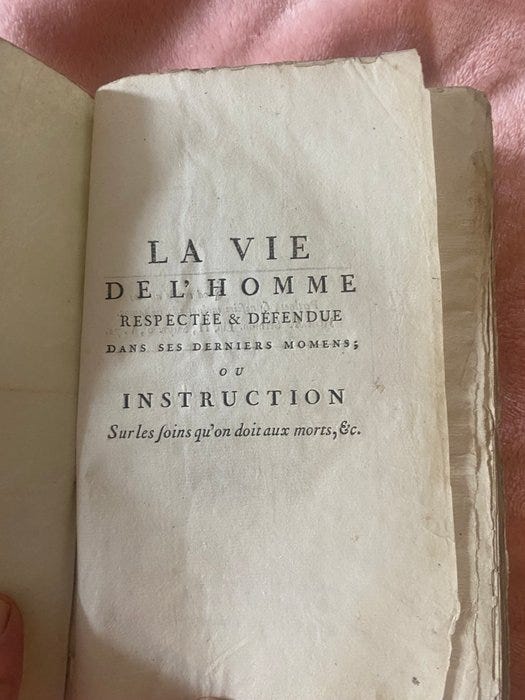 LA VIE
DE L'HOMME
RESPECTÉE & DÉFENDUE
DANS SES DERNIERS MOMENS;
OU
INSTRUCTION
Sur les ſoins qu'on doit aux morts, &c.